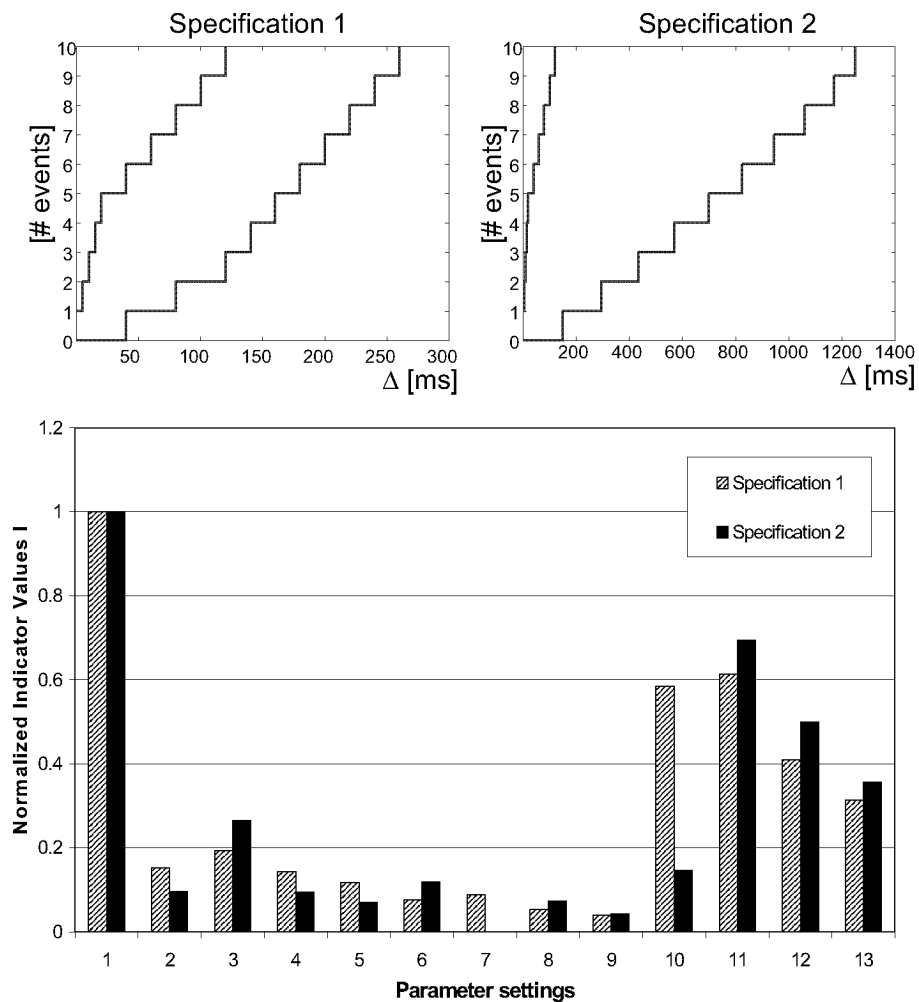 Specification 1
10
9
8
7
6
5
4
3
2
1
0
[# events]
50 100 150 200 250 300
Δ [ms]
Specification 2
10
9
8
7
6
5
4
3
2
1
0
[# events]
200 400 600 800 1000 1200 1400
Δ [ms]
1.2
1
0.8
0.6
0.4
0.2
0
Normalized Indicator Values I
Specification 1
Specification 2
1 2 3 4 5 6 7 8 9 10 11 12 13
Parameter settings